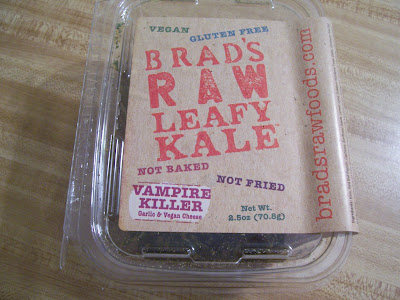 VEGAN
GLUTEN FREE
BRAD'S
RAW
LEAFY
KALE™
NOT BAKED
NOT FRIED
VAMPIRE
KILLER
Garlic & Vegan Cheese
Net Wt.
2.5oz (70.8g)
bradsrawfoods.com